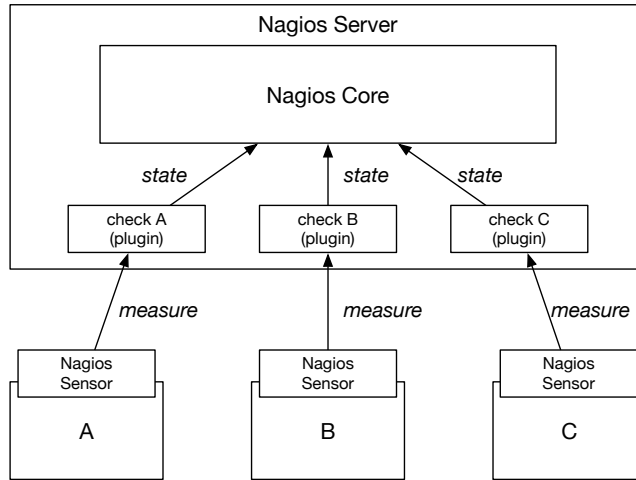 Nagios Server
Nagios Core
state
state
state
check A
(plugin)
check B
(plugin)
check C
(plugin)
measure
measure
measure
Nagios
Sensor
Nagios
Sensor
Nagios
Sensor
A
B
C